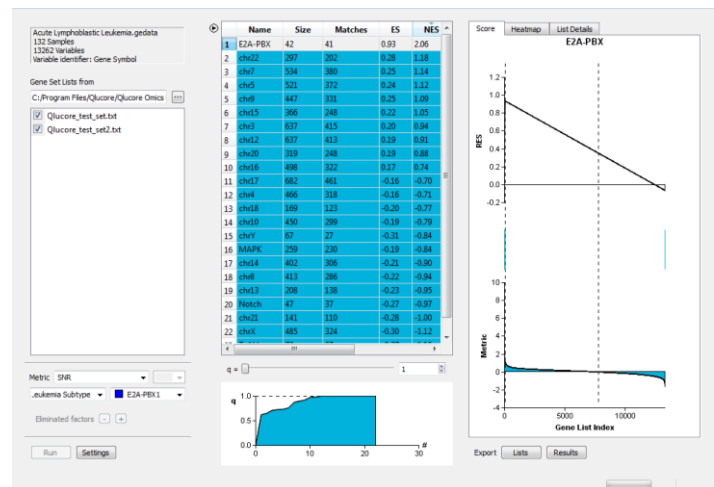 Acute Lymphoblastic Leukemia.gedata
132 Samples
13262 Variables
Variable identifier: Gene Symbol
Gene Set Lists from
C:/Program Files/Qlucore/Qlucore Omics ...
Qlucore_test_set.txt
Qlucore_test_set2.txt
Metric SNR
.eukemia Subtype E2A-PBX1
Eliminated factors - +
Run Settings
Name Size Matches ES NES
1 E2A-PBX 42 41 0.93 2.06
2 chr22 297 202 0.28 1.18
3 chr7 534 380 0.25 1.14
4 chr5 521 372 0.24 1.12
5 chr9 447 331 0.25 1.09
6 chr15 366 248 0.22 1.05
7 chr3 637 415 0.20 0.94
8 chr12 637 413 0.19 0.91
9 chr20 319 248 0.19 0.88
10 chr16 498 322 0.17 0.74
11 chr17 682 461 -0.16 -0.70
12 chr4 466 318 -0.16 -0.71
13 chr18 169 123 -0.20 -0.77
14 chr10 450 299 -0.19 -0.79
15 chrY 67 27 -0.31 -0.84
16 MAPK 259 230 -0.19 -0.84
17 chr14 402 306 -0.21 -0.90
18 chr8 413 286 -0.22 -0.94
19 chr13 208 138 -0.23 -0.95
20 Notch 47 37 -0.27 -0.97
21 chr21 141 110 -0.28 -1.00
22 chrX 485 324 -0.30 -1.12
q = 1
q
1.0
0.5
0.0
0 10 20 30
#
Score Heatmap List Details
E2A-PBX
RES
1.2
1.0
0.8
0.6
0.4
0.2
0.0
-0.2
Metric
10
8
6
4
2
0
-2
-4
0 5000 10000
Gene List Index
Export Lists Results